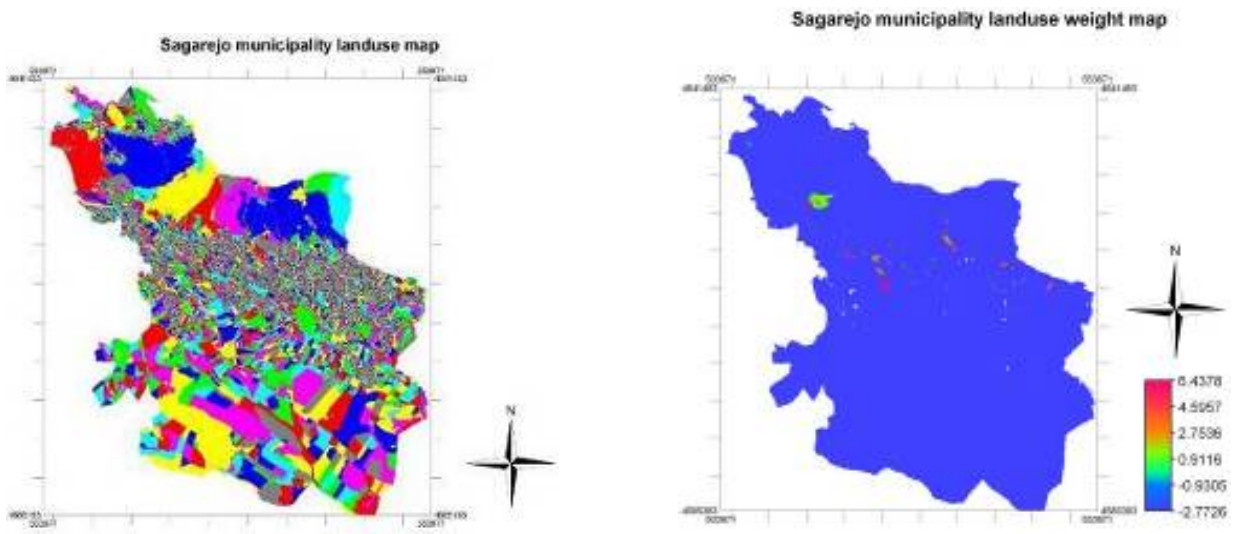 Sagarejo municipality landuse map
N
Sagarejo municipality landuse weight map
N
6.4378
4.5957
2.7536
0.9116
-0.9305
-2.7726